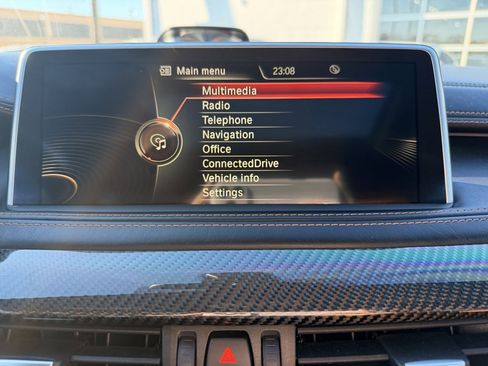 Main menu 23:08
Multimedia
Radio
Telephone
Navigation
Office
ConnectedDrive
Vehicle info
Settings